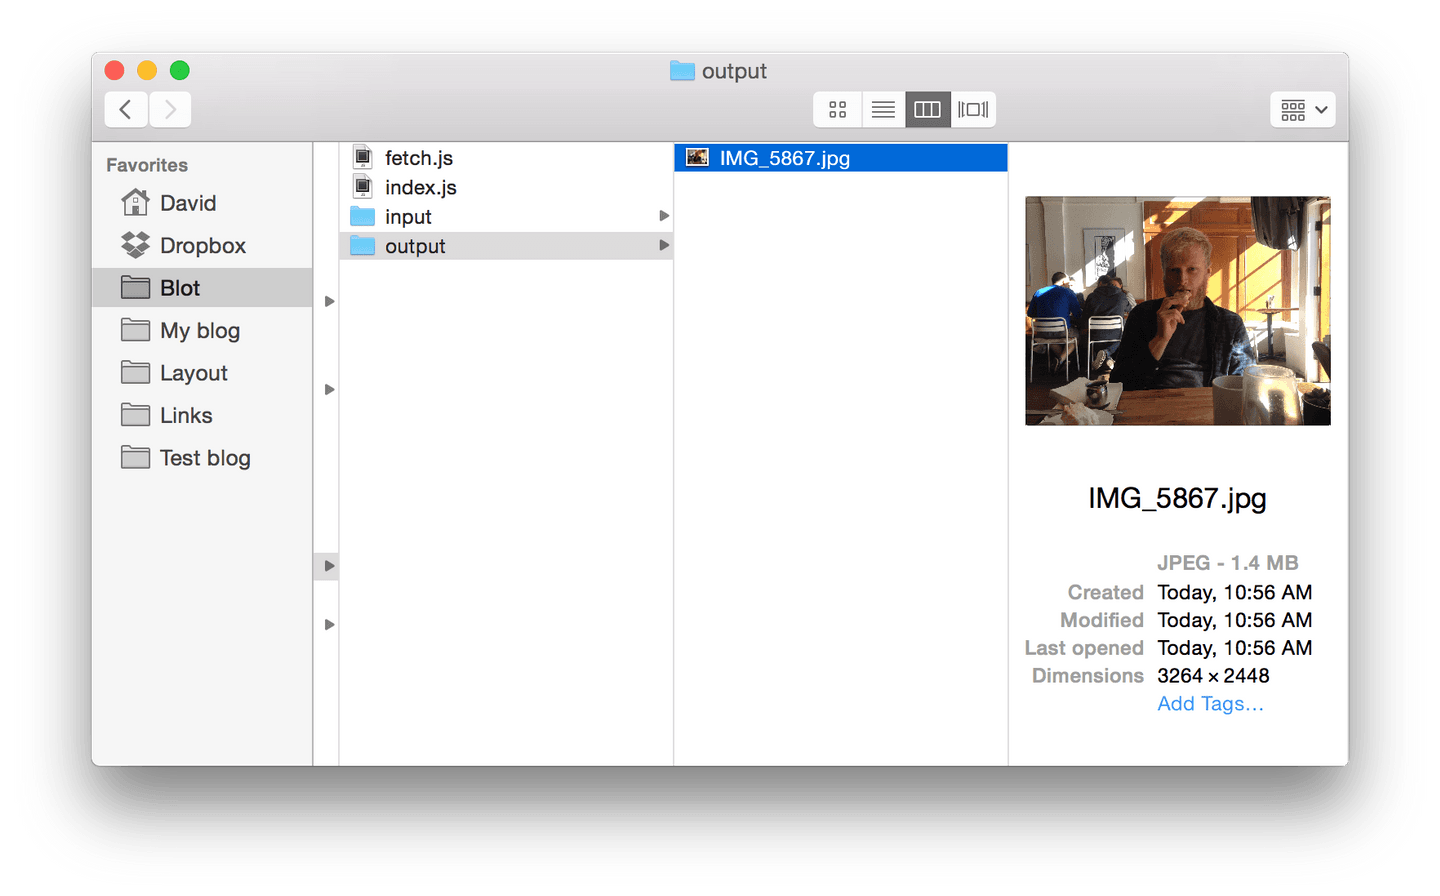 output
Favorites
David
Dropbox
Blot
My blog
Layout
Links
Test blog
fetch.js
index.js
input
output
IMG_5867.jpg
IMG_5867.jpg
JPEG - 1.4 MB
Created Today, 10:56 AM
Modified Today, 10:56 AM
Last opened Today, 10:56 AM
Dimensions 3264 × 2448
Add Tags…